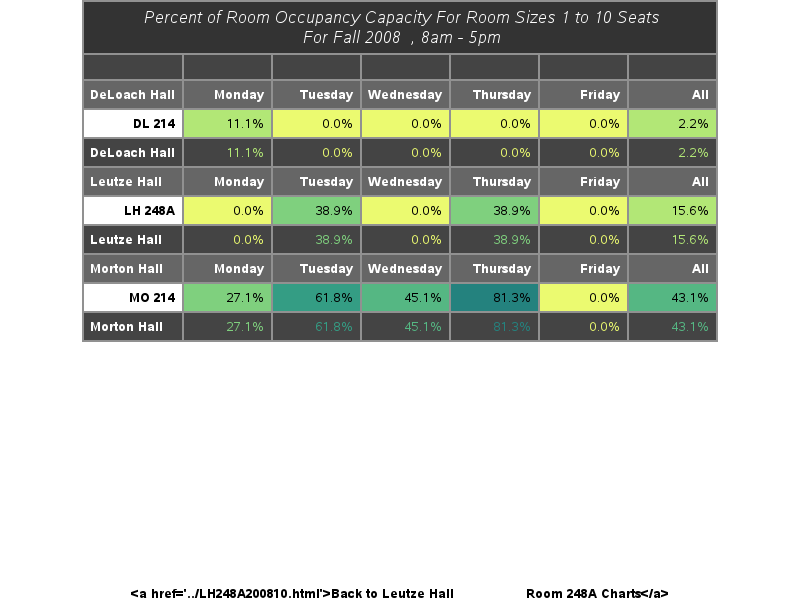 Percent of Room Occupancy Capacity For Room Sizes 1 to 10 Seats
For Fall 2008 , 8am - 5pm
DeLoach Hall Monday Tuesday Wednesday Thursday Friday All
DL 214 11.1% 0.0% 0.0% 0.0% 0.0% 2.2%
DeLoach Hall 11.1% 0.0% 0.0% 0.0% 0.0% 2.2%
Leutze Hall Monday Tuesday Wednesday Thursday Friday All
LH 248A 0.0% 38.9% 0.0% 38.9% 0.0% 15.6%
Leutze Hall 0.0% 38.9% 0.0% 38.9% 0.0% 15.6%
Morton Hall Monday Tuesday Wednesday Thursday Friday All
MO 214 27.1% 61.8% 45.1% 81.3% 0.0% 43.1%
Morton Hall 27.1% 61.8% 45.1% 81.3% 0.0% 43.1%
<a href='../LH248A200810.html'>Back to Leutze Hall Room 248A Charts</a>